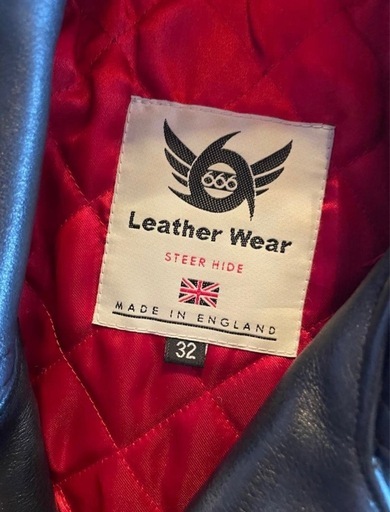 666
Leather Wear
STEER HIDE
MADE IN ENGLAND
32